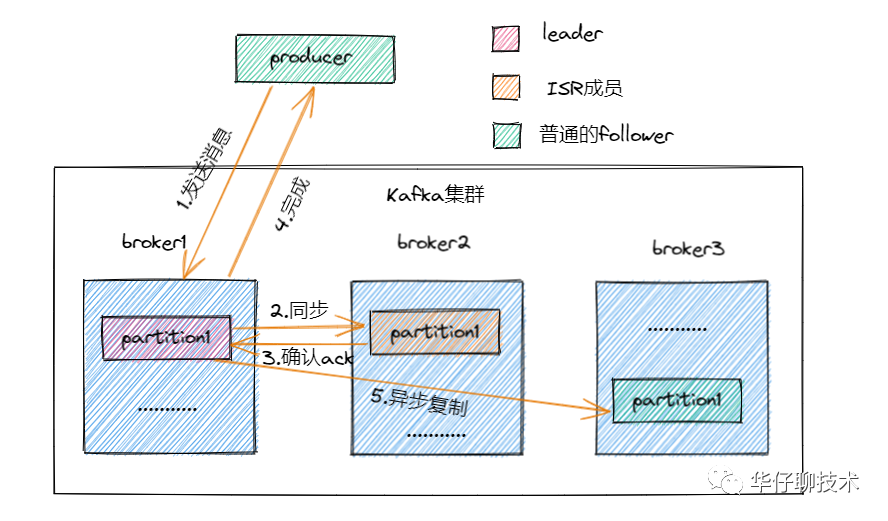 producer
leader
ISR成员
普通的follower
1.发送消息
4.完成
Kafka集群
broker1
broker2
broker3
partition1
...........
2.同步
3.确认ack
partition1
...........
5.异步复制
...........
partition1
华仔聊技术